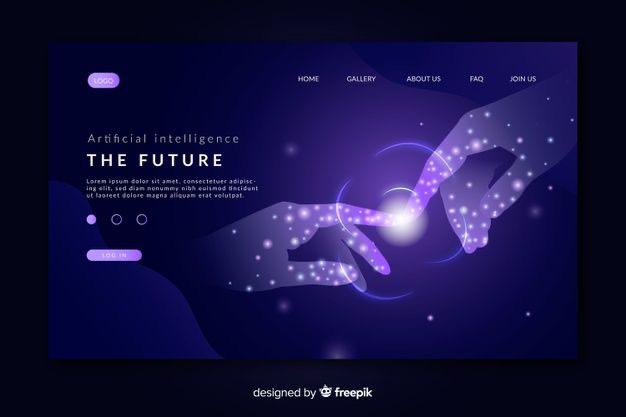 LOGO
HOME GALLERY ABOUT US FAQ JOIN US
Artificial intelligence
THE FUTURE
Lorem ipsum dolor sit amet, consectetur adipiscing elit,
sed diam nonummy nibh euismod tincidunt
ut laoreet dolore magna aliquam erat volutpat.
LOG IN
designed by freepik